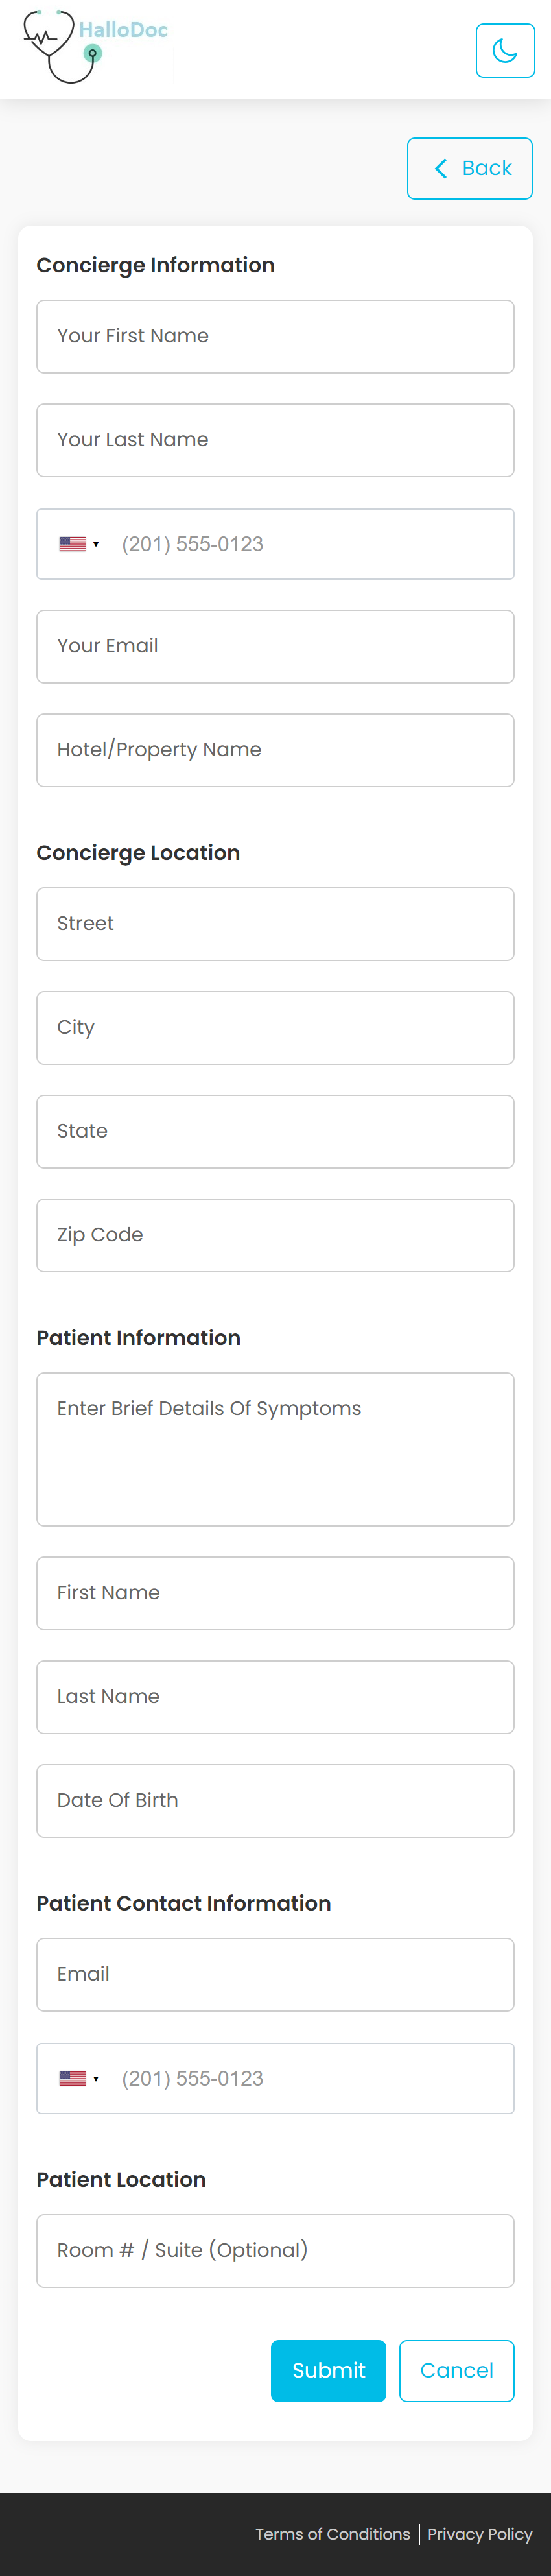 HalloDoc
Back
Concierge Information
Your First Name
Your Last Name
(201) 555-0123
Your Email
Hotel/Property Name
Concierge Location
Street
City
State
Zip Code
Patient Information
Enter Brief Details Of Symptoms
First Name
Last Name
Date Of Birth
Patient Contact Information
Email
(201) 555-0123
Patient Location
Room # / Suite (Optional)
Submit Cancel
Terms of Conditions | Privacy Policy